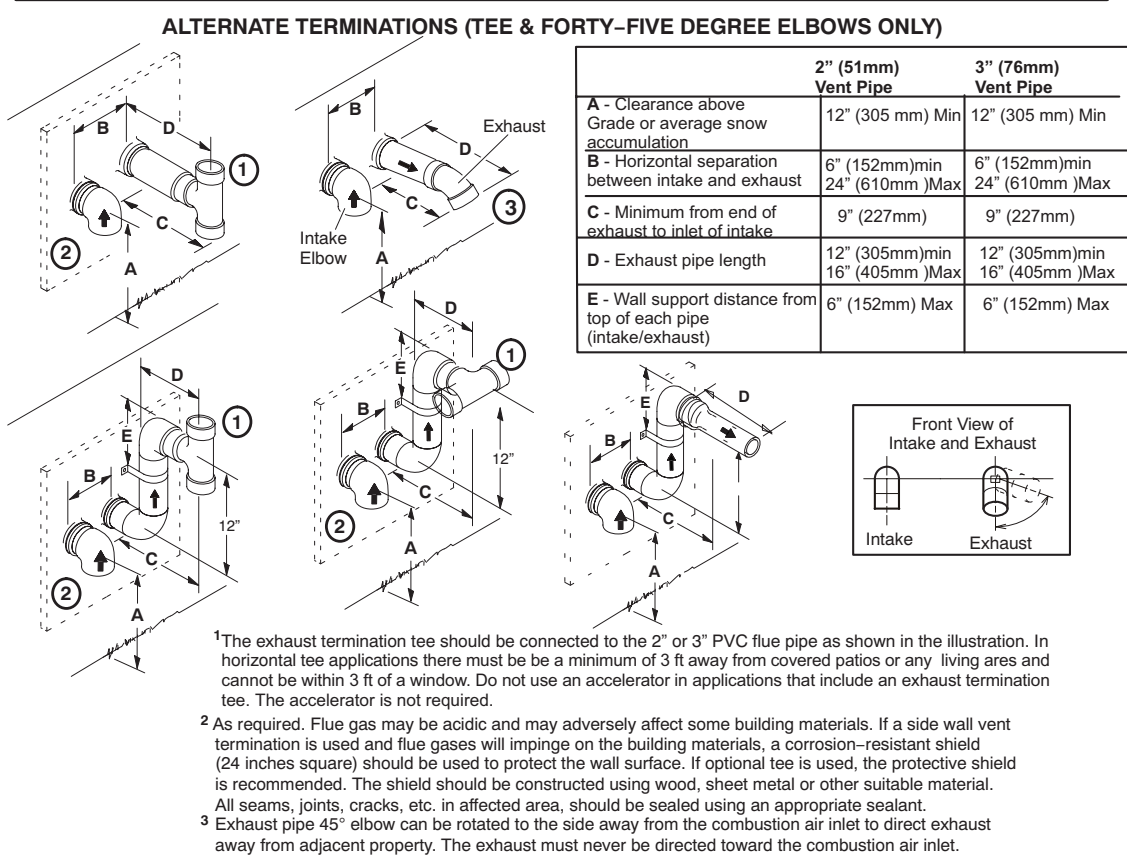 ALTERNATE TERMINATIONS (TEE & FORTY−FIVE DEGREE ELBOWS ONLY)
B
D
1
2
C
A
B
D
Exhaust
C
3
Intake
Elbow
A
2” (51mm)
Vent Pipe
3” (76mm)
Vent Pipe
A - Clearance above
Grade or average snow
accumulation
12” (305 mm) Min
12” (305 mm) Min
B - Horizontal separation
between intake and exhaust
6” (152mm)min
24” (610mm )Max
6” (152mm)min
24” (610mm )Max
C - Minimum from end of
exhaust to inlet of intake
9” (227mm)
9” (227mm)
D - Exhaust pipe length
12” (305mm)min
16” (405mm )Max
12” (305mm)min
16” (405mm )Max
E - Wall support distance from
top of each pipe
(intake/exhaust)
6” (152mm) Max
6” (152mm) Max
D
E
1
B
12”
C
2
A
D
E
1
B
12”
C
2
A
E
D
B
C
A
Front View of
Intake and Exhaust
Intake
Exhaust
1The exhaust termination tee should be connected to the 2” or 3” PVC flue pipe as shown in the illustration. In
horizontal tee applications there must be be a minimum of 3 ft away from covered patios or any living ares and
cannot be within 3 ft of a window. Do not use an accelerator in applications that include an exhaust termination
tee. The accelerator is not required.
2 As required. Flue gas may be acidic and may adversely affect some building materials. If a side wall vent
termination is used and flue gases will impinge on the building materials, a corrosion−resistant shield
(24 inches square) should be used to protect the wall surface. If optional tee is used, the protective shield
is recommended. The shield should be constructed using wood, sheet metal or other suitable material.
All seams, joints, cracks, etc. in affected area, should be sealed using an appropriate sealant.
3 Exhaust pipe 45° elbow can be rotated to the side away from the combustion air inlet to direct exhaust
away from adjacent property. The exhaust must never be directed toward the combustion air inlet.